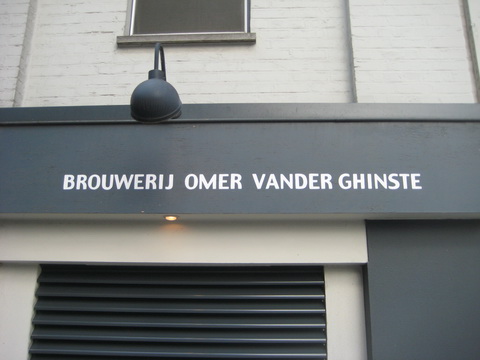 BROUWERIJ OMER VANDER GHINSTE